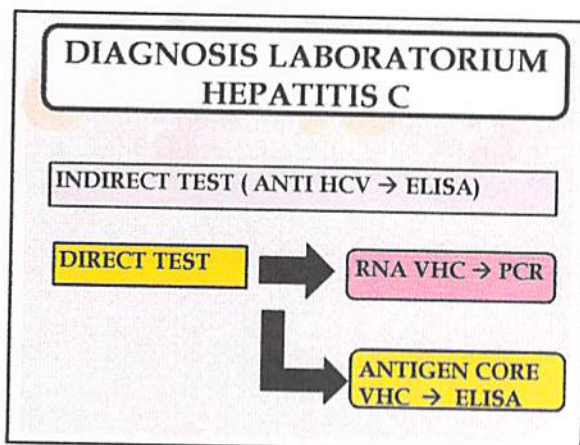 DIAGNOSIS LABORATORIUM
HEPATITIS C
INDIRECT TEST ( ANTI HCV → ELISA)
DIRECT TEST
RNA VHC → PCR
ANTIGEN CORE
VHC → ELISA